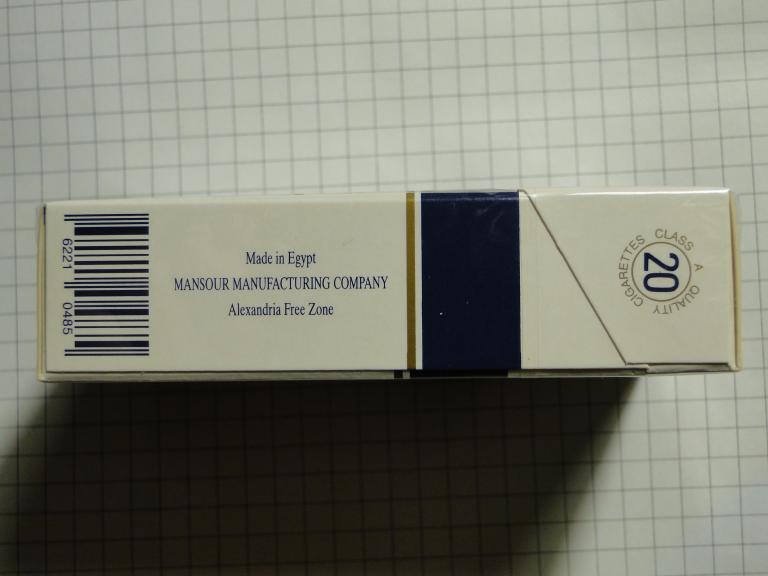 Made in Egypt
MANSOUR MANUFACTURING COMPANY
Alexandria Free Zone
6221 0485
20
CLASS A QUALITY CIGARETTES